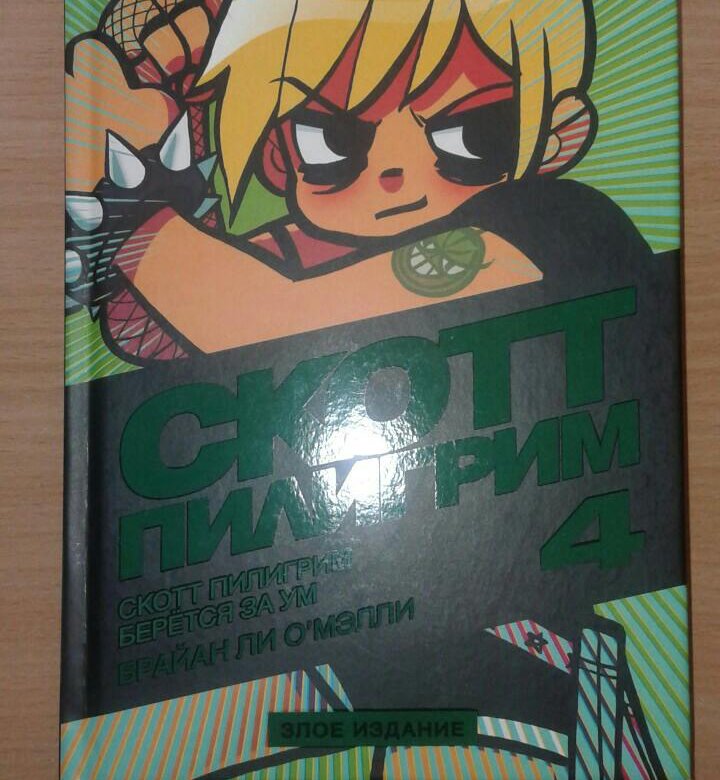 СКОТТ
ПИЛИГРИМ
4
СКОТТ ПИЛИГРИМ
БЕРЁТСЯ ЗА УМ
БРАЙАН ЛИ О'МЭЛЛИ
ЗЛОЕ ИЗДАНИЕ